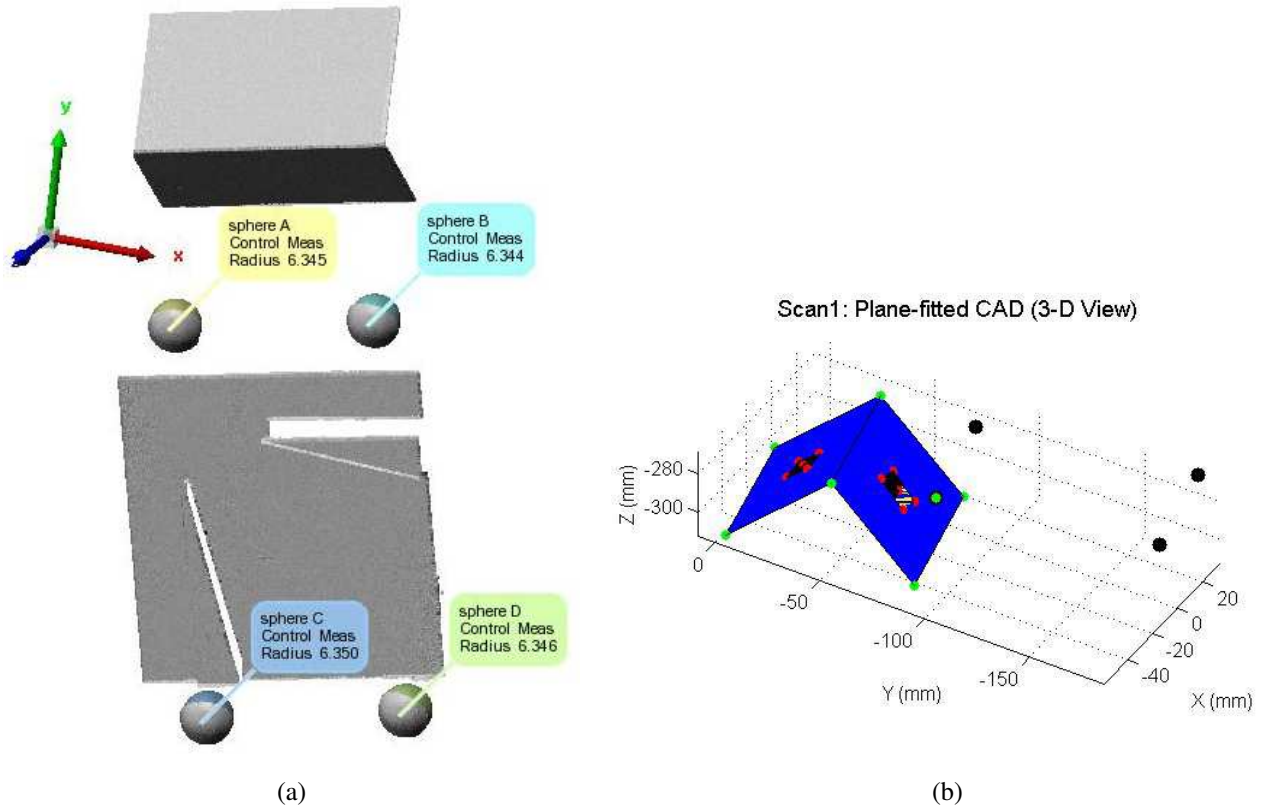 y
x
sphere A
Control Meas
Radius 6.345
sphere B
Control Meas
Radius 6.344
sphere C
Control Meas
Radius 6.350
sphere D
Control Meas
Radius 6.346
(a)
Scan1: Plane-fitted CAD (3-D View)
-280
-300
Z (mm)
0
-50
-100
-150
Y (mm)
20
0
-20
-40
X (mm)
(b)